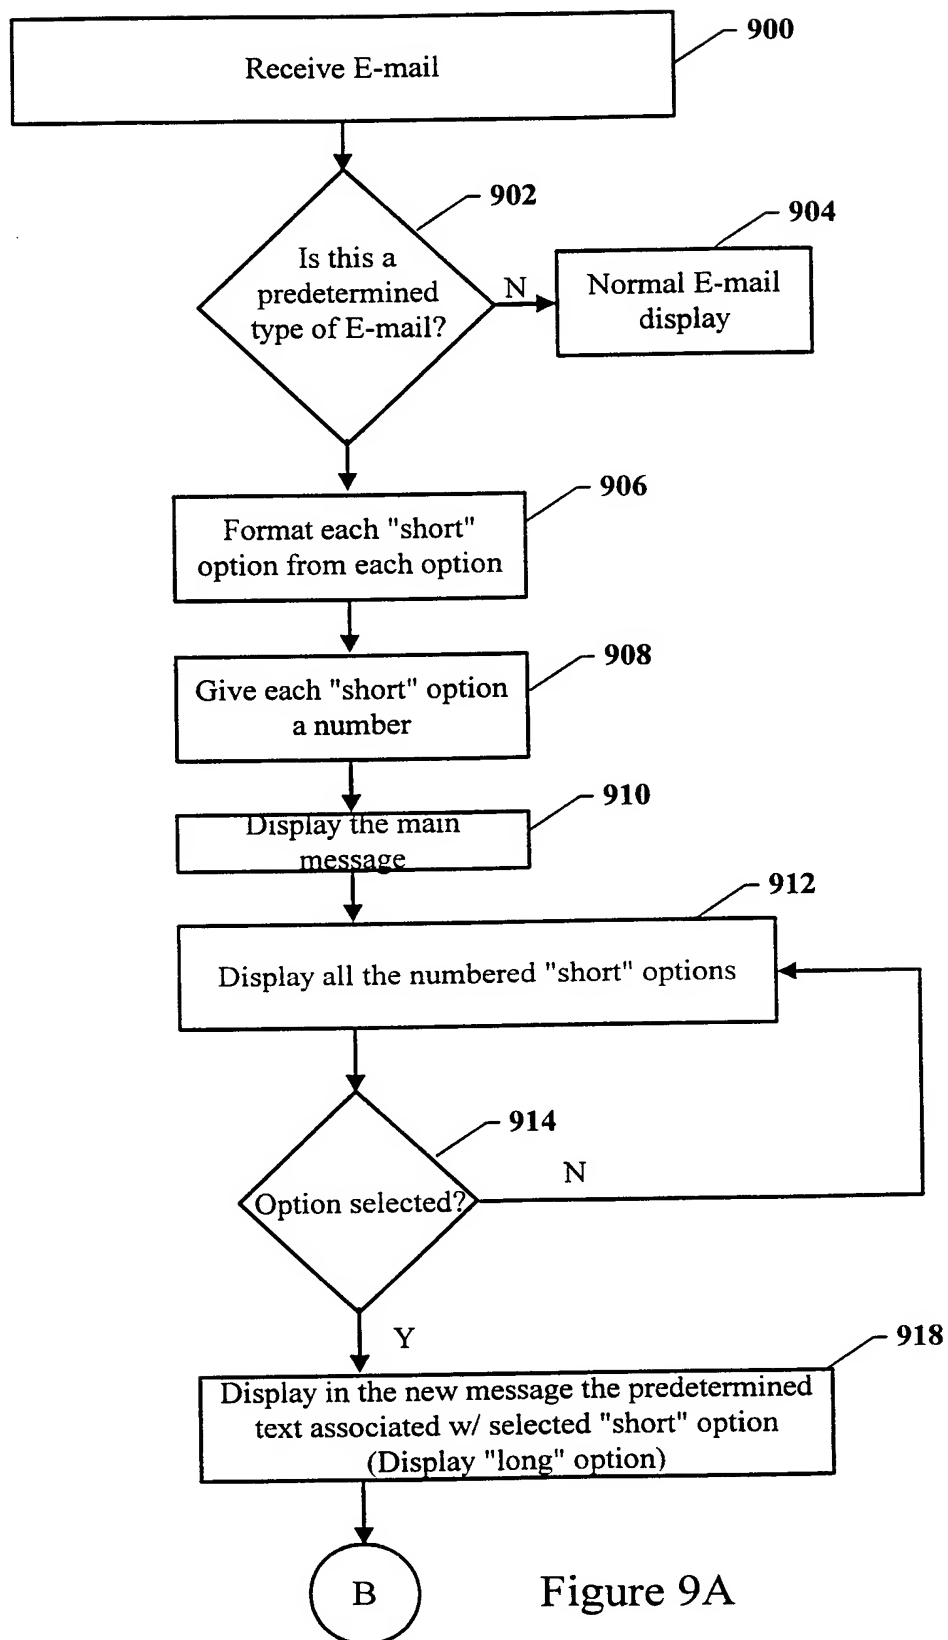 900
Receive E-mail
902
Is this a
predetermined
type of E-mail?
N
904
Normal E-mail
display
906
Format each "short"
option from each option
908
Give each "short" option
a number
910
Display the main
message
912
Display all the numbered "short" options
914
Option selected?
N
Y
918
Display in the new message the predetermined
text associated w/ selected "short" option
(Display "long" option)
B
Figure 9A